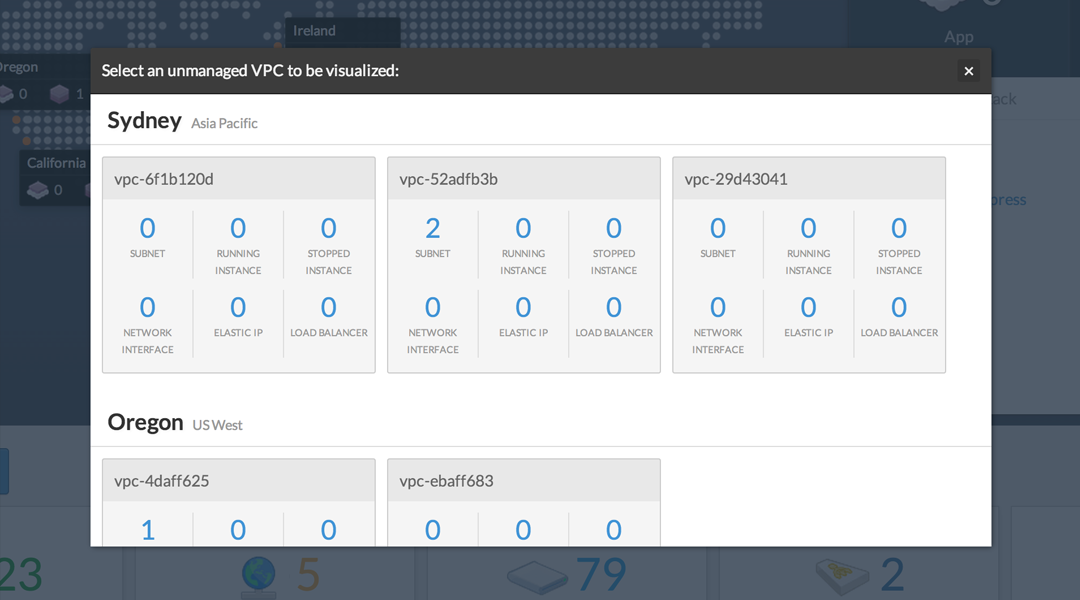 Ireland
App
Oregon
0 1
California
0
ack
press
Select an unmanaged VPC to be visualized:
×
Sydney Asia Pacific
vpc-6f1b120d vpc-52adfb3b vpc-29d43041
0 0 0 2 0 0 0 0 0
SUBNET RUNNING STOPPED SUBNET RUNNING STOPPED SUBNET RUNNING STOPPED
INSTANCE INSTANCE INSTANCE INSTANCE INSTANCE INSTANCE
0 0 0 0 0 0 0 0 0
NETWORK ELASTIC IP LOAD BALANCER NETWORK ELASTIC IP LOAD BALANCER NETWORK ELASTIC IP LOAD BALANCER
INTERFACE INTERFACE INTERFACE
Oregon US West
vpc-4daff625 vpc-ebaff683
1 0 0 0 0 0
23 5 79 2